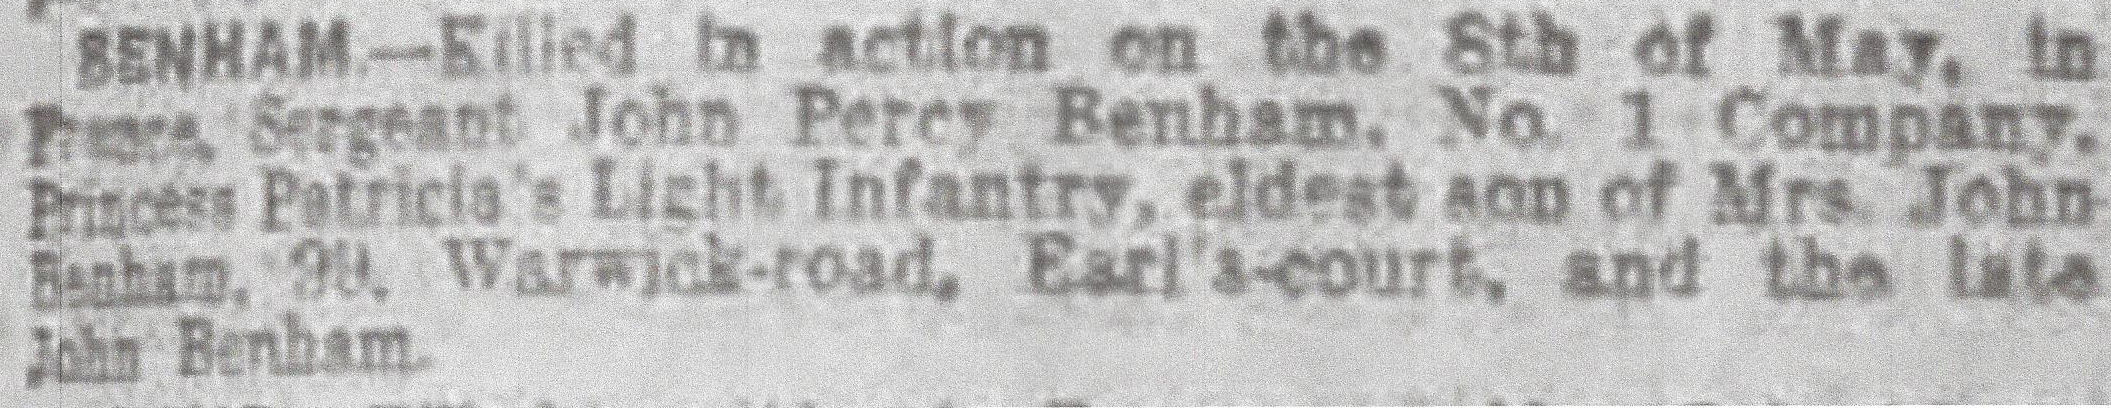 BENHAM.—Killed in action on the 8th of May, in
France, Sergeant John Percy Benham, No. 1 Company,
Princess Patricia's Light Infantry, eldest son of Mrs. John
Benham, 90, Warwick-road, Earl's-court, and the late
John Benham.